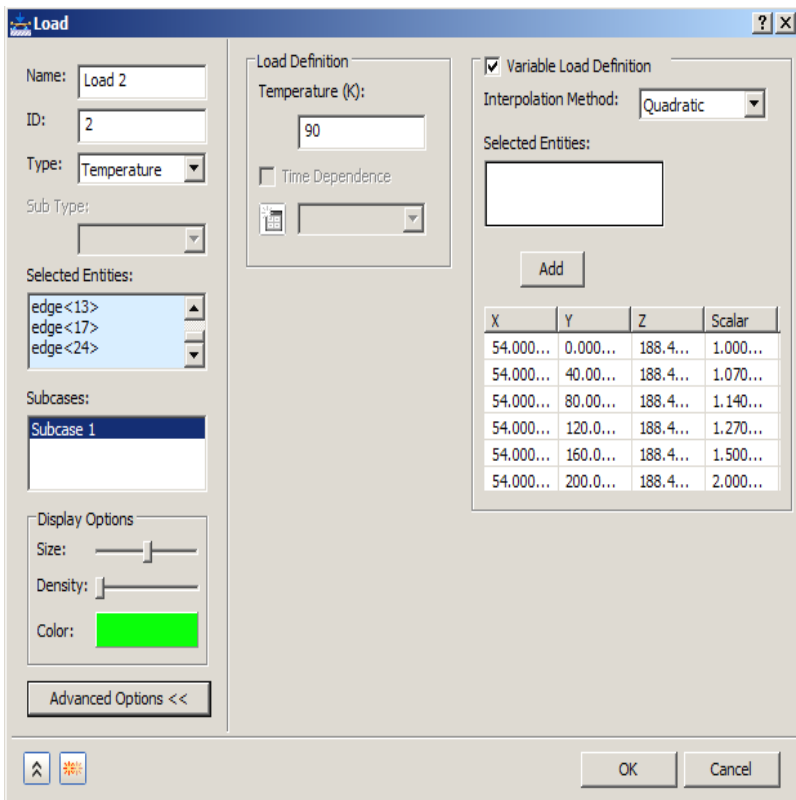 Load
Name: Load 2
ID: 2
Type: Temperature
Sub Type:
Selected Entities:
edge<13>
edge<17>
edge<24>
Subcases:
Subcase 1
Display Options
Size:
Density:
Color:
Advanced Options <<
Load Definition
Temperature (K):
90
Time Dependence
Variable Load Definition
Interpolation Method: Quadratic
Selected Entities:
Add
X Y Z Scalar
54.000... 0.000... 188.4... 1.000...
54.000... 40.00... 188.4... 1.070...
54.000... 80.00... 188.4... 1.140...
54.000... 120.0... 188.4... 1.270...
54.000... 160.0... 188.4... 1.500...
54.000... 200.0... 188.4... 2.000...
OK Cancel